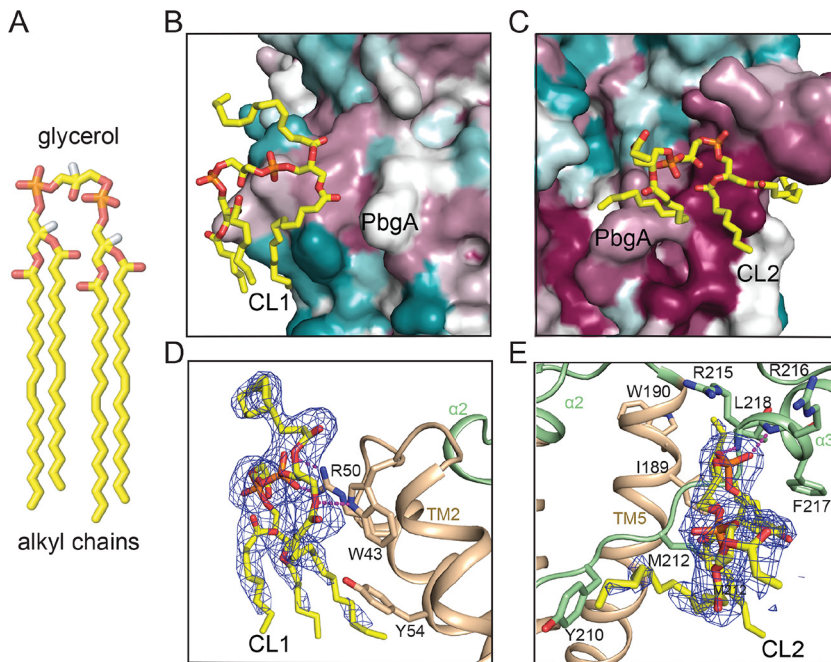 A
glycerol
alkyl chains
B
PbgA
CL1
C
PbgA
CL2
D
α2
R50
TM2
W43
Y54
CL1
E
R215
R216
α2
W190
L218
α3
I189
F217
TM5
M212
Y210
CL2